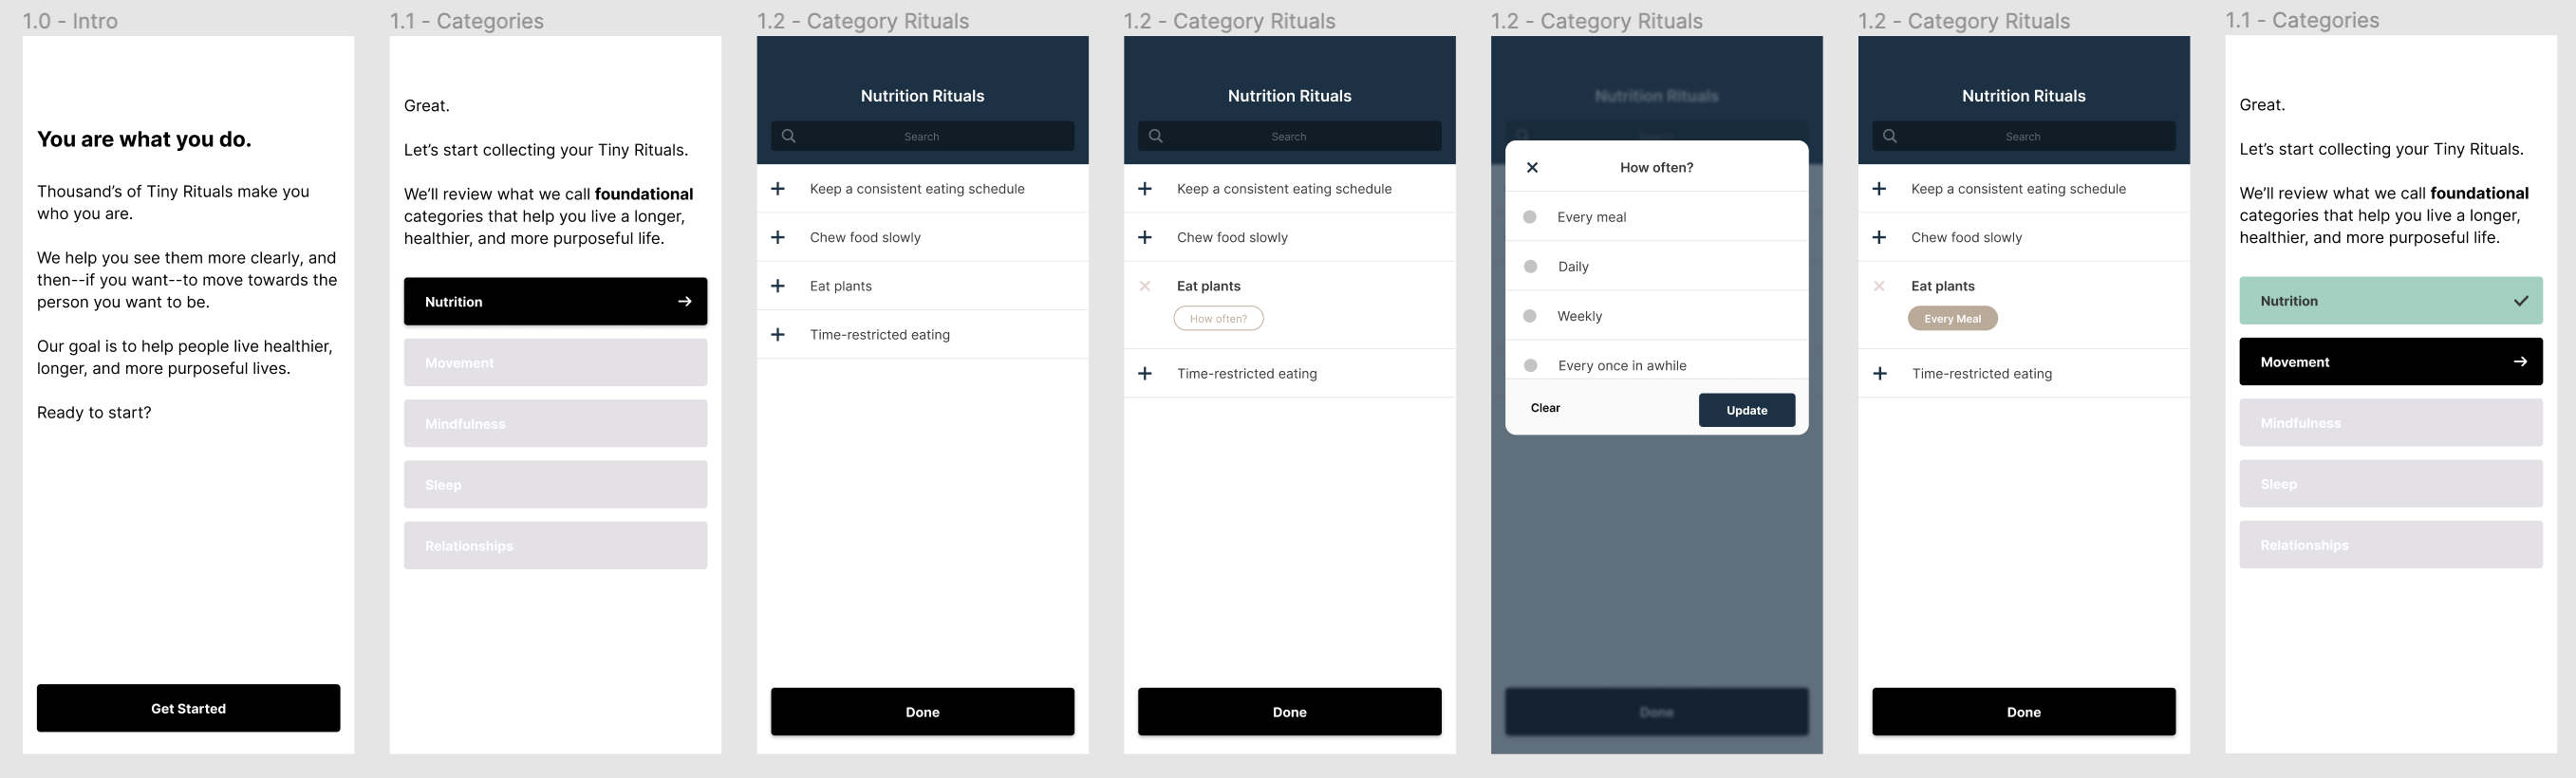 1.0 - Intro
You are what you do.
Thousand's of Tiny Rituals make you
who you are.
We help you see them more clearly, and
then--if you want--to move towards the
person you want to be.
Our goal is to help people live healthier,
longer, and more purposeful lives.
Ready to start?
Get Started
1.1 - Categories
Great.
Let's start collecting your Tiny Rituals.
We'll review what we call foundational
categories that help you live a longer,
healthier, and more purposeful life.
Nutrition
Movement
Mindfulness
Sleep
Relationships
1.2 - Category Rituals
Nutrition Rituals
Search
Keep a consistent eating schedule
Chew food slowly
Eat plants
Time-restricted eating
Done
1.2 - Category Rituals
Nutrition Rituals
Search
Keep a consistent eating schedule
Chew food slowly
Eat plants
How often?
Time-restricted eating
Done
1.2 - Category Rituals
Nutrition Rituals
How often?
Every meal
Daily
Weekly
Every once in awhile
Clear
Update
Done
1.2 - Category Rituals
Nutrition Rituals
Search
Keep a consistent eating schedule
Chew food slowly
Eat plants
Every Meal
Time-restricted eating
Done
1.1 - Categories
Great.
Let's start collecting your Tiny Rituals.
We'll review what we call foundational
categories that help you live a longer,
healthier, and more purposeful life.
Nutrition
Movement
Mindfulness
Sleep
Relationships